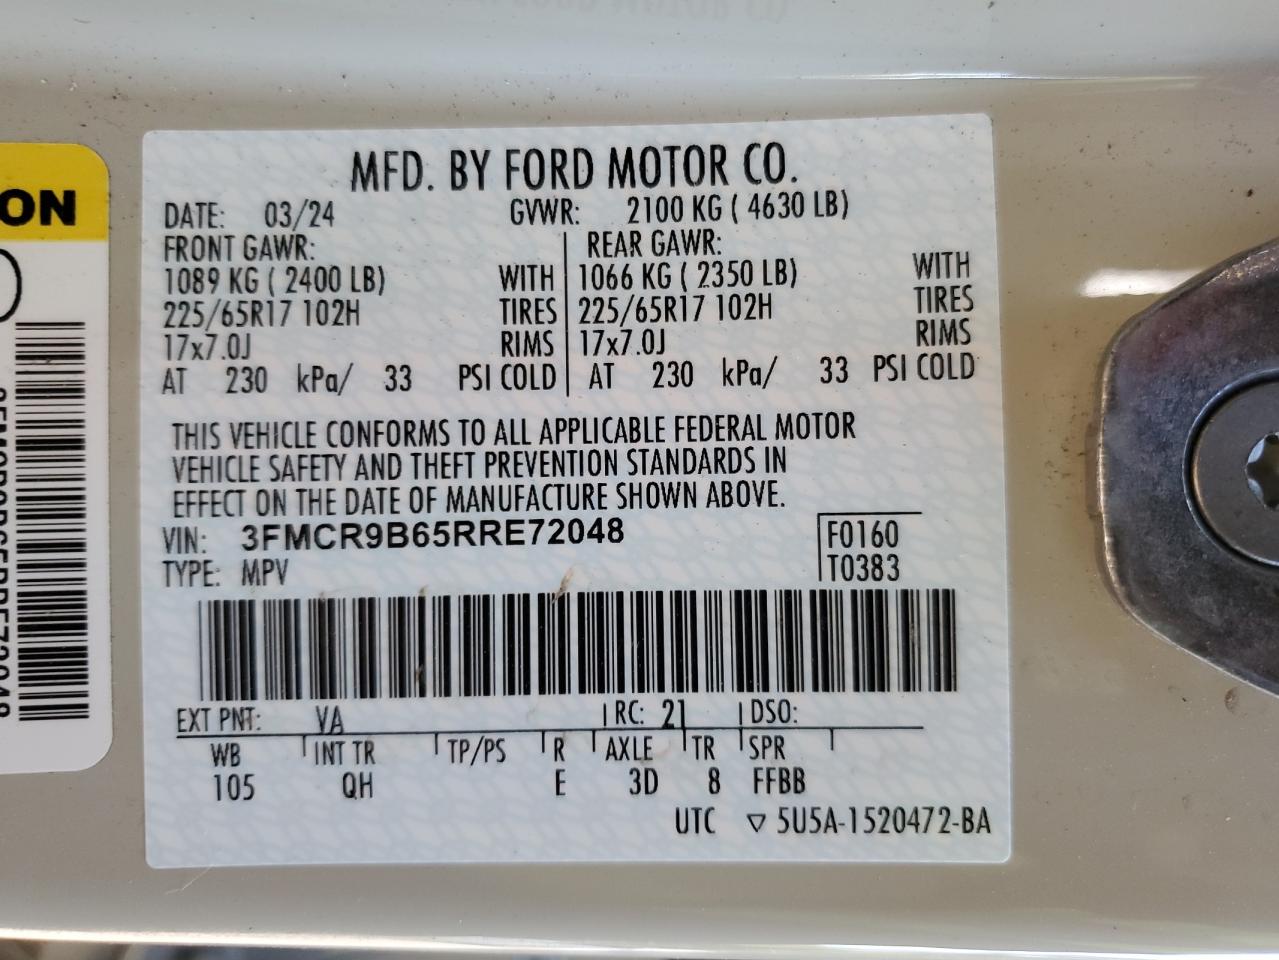 MFD. BY FORD MOTOR CO.
DATE: 03/24 GVWR: 2100 KG ( 4630 LB)
FRONT GAWR: REAR GAWR:
1089 KG ( 2400 LB) WITH 1066 KG ( 2350 LB) WITH
225/65R17 102H TIRES 225/65R17 102H TIRES
17x7.0J RIMS 17x7.0J RIMS
AT 230 kPa/ 33 PSI COLD AT 230 kPa/ 33 PSI COLD
THIS VEHICLE CONFORMS TO ALL APPLICABLE FEDERAL MOTOR
VEHICLE SAFETY AND THEFT PREVENTION STANDARDS IN
EFFECT ON THE DATE OF MANUFACTURE SHOWN ABOVE.
VIN: 3FMCR9B65RRE72048 F0160
TYPE: MPV T0383
EXT PNT: VA RC: 21 DSO:
WB INT TR TP/PS R AXLE TR SPR
105 QH E 3D 8 FFBB
UTC ▽ 5U5A-1520472-BA
ON